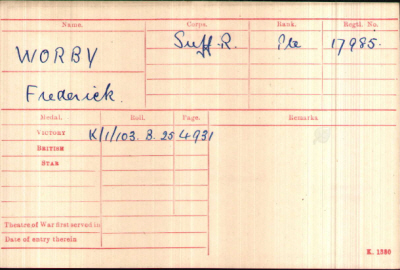 Name. Corps. Rank. Regtl. No.
WORBY Suff. R. Pte 17985.
Frederick.
Medal. Roll. Page. Remarks
VICTORY K/1/103. B. 25 4931
BRITISH
STAR
Theatre of War first served in
Date of entry therein
K. 1380